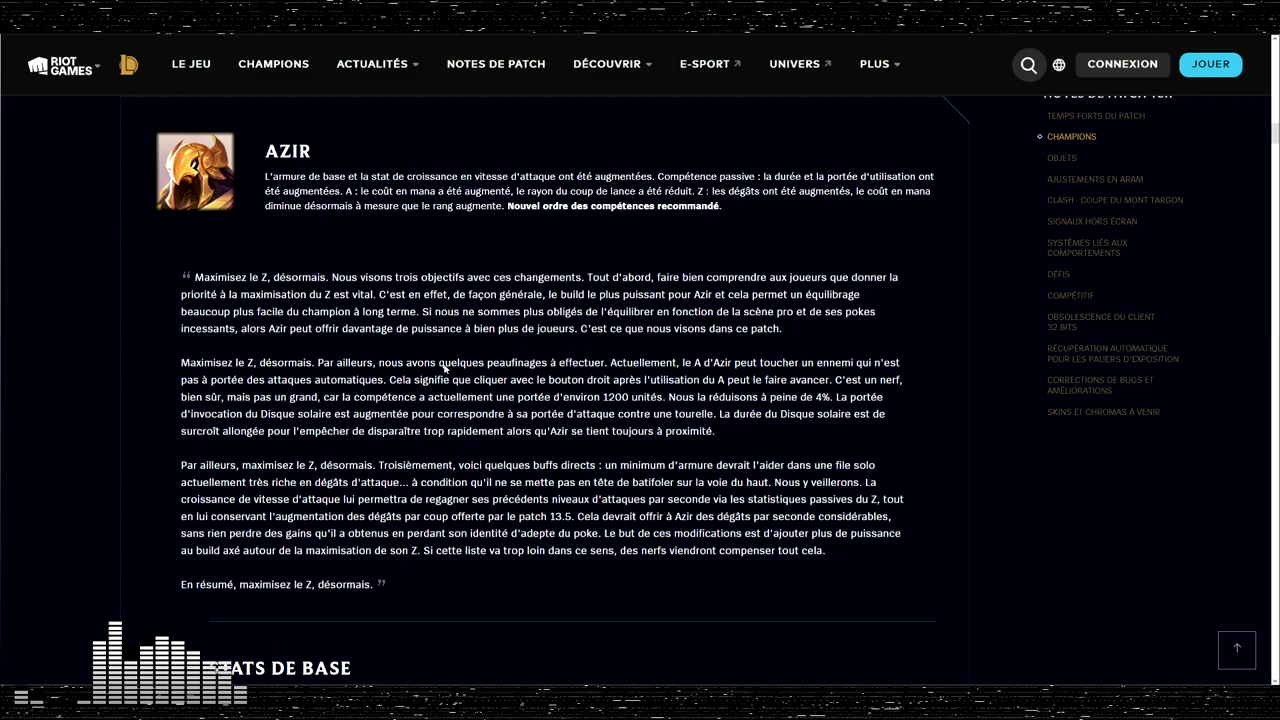 RIOT GAMES
LE JEU
CHAMPIONS
ACTUALITÉS
NOTES DE PATCH
DÉCOUVRIR
E-SPORT
UNIVERS
PLUS
CONNEXION
JOUER
TEMPS FORTS DU PATCH
CHAMPIONS
OBJETS
AJUSTEMENTS EN ARAM
CLASH - COUPE DU MONT TARGON
SIGNAUX HORS ÉCRAN
SYSTÈMES LIÉS AUX
COMPORTEMENTS
DÉFIS
COMPÉTITIF
OBSOLESCENCE DU CLIENT
32 BITS
RÉCUPÉRATION AUTOMATIQUE
POUR LES PALIERS D'EXPOSITION
CORRECTIONS DE BUGS ET
AMÉLIORATIONS
SKINS ET CHROMAS À VENIR
AZIR
L'armure de base et la stat de croissance en vitesse d'attaque ont été augmentées. Compétence passive : la durée et la portée d'utilisation ont
été augmentées. A : le coût en mana a été augmenté, le rayon du coup de lance a été réduit. Z : les dégâts ont été augmentés, le coût en mana
diminue désormais à mesure que le rang augmente. Nouvel ordre des compétences recommandé.
“ Maximisez le Z, désormais. Nous visons trois objectifs avec ces changements. Tout d'abord, faire bien comprendre aux joueurs que donner la
priorité à la maximisation du Z est vital. C'est en effet, de façon générale, le build le plus puissant pour Azir et cela permet un équilibrage
beaucoup plus facile du champion à long terme. Si nous ne sommes plus obligés de l'équilibrer en fonction de la scène pro et de ses pokes
incessants, alors Azir peut offrir davantage de puissance à bien plus de joueurs. C'est ce que nous visons dans ce patch.
Maximisez le Z, désormais. Par ailleurs, nous avons quelques peaufinages à effectuer. Actuellement, le A d'Azir peut toucher un ennemi qui n'est
pas à portée des attaques automatiques. Cela signifie que cliquer avec le bouton droit après l'utilisation du A peut le faire avancer. C'est un nerf,
bien sûr, mais pas un grand, car la compétence a actuellement une portée d'environ 1200 unités. Nous la réduisons à peine de 4%. La portée
d'invocation du Disque solaire est augmentée pour correspondre à sa portée d'attaque contre une tourelle. La durée du Disque solaire est de
surcroît allongée pour l'empêcher de disparaître trop rapidement alors qu'Azir se tient toujours à proximité.
Par ailleurs, maximisez le Z, désormais. Troisièmement, voici quelques buffs directs : un minimum d'armure devrait l'aider dans une file solo
actuellement très riche en dégâts d'attaque... à condition qu'il ne se mette pas en tête de batifoler sur la voie du haut. Nous y veillerons. La
croissance de vitesse d'attaque lui permettra de regagner ses précédents niveaux d'attaques par seconde via les statistiques passives du Z, tout
en lui conservant l'augmentation des dégâts par coup offerte par le patch 13.5. Cela devrait offrir à Azir des dégâts par seconde considérables,
sans rien perdre des gains qu'il a obtenus en perdant son identité d'adepte du poke. Le but de ces modifications est d'ajouter plus de puissance
au build axé autour de la maximisation de son Z. Si cette liste va trop loin dans ce sens, des nerfs viendront compenser tout cela.
En résumé, maximisez le Z, désormais. ”
STATS DE BASE